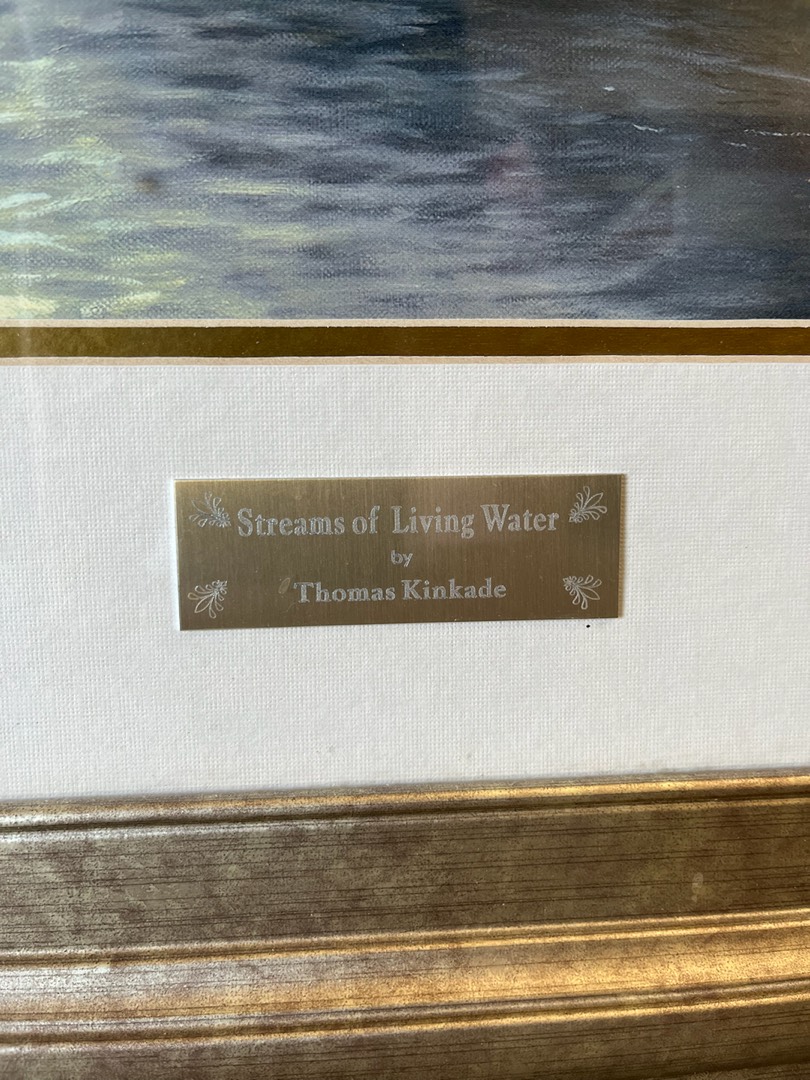 Streams of Living Water
by
Thomas Kinkade